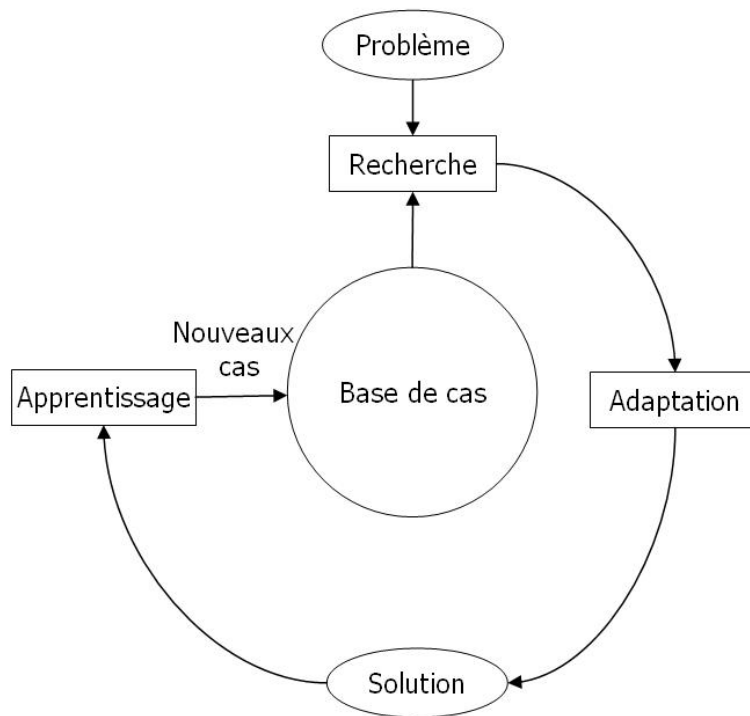 Problème
Recherche
Nouveaux
cas
Apprentissage
Base de cas
Adaptation
Solution